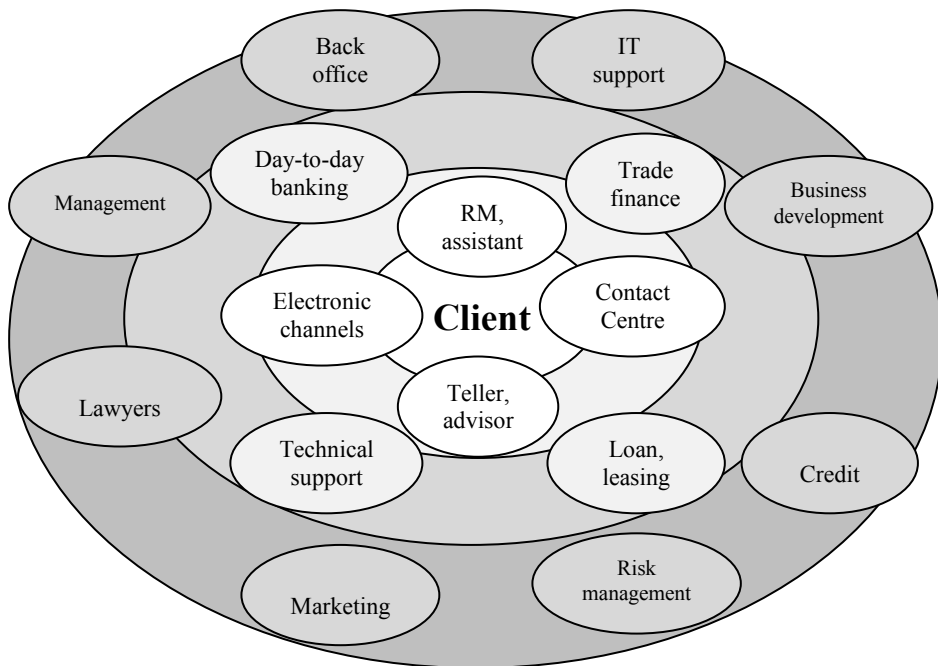 Back
office
IT
support
Day-to-day
banking
Trade
finance
Management
Business
development
RM,
assistant
Electronic
channels
Client
Contact
Centre
Teller,
advisor
Lawyers
Technical
support
Loan,
leasing
Credit
Marketing
Risk
management